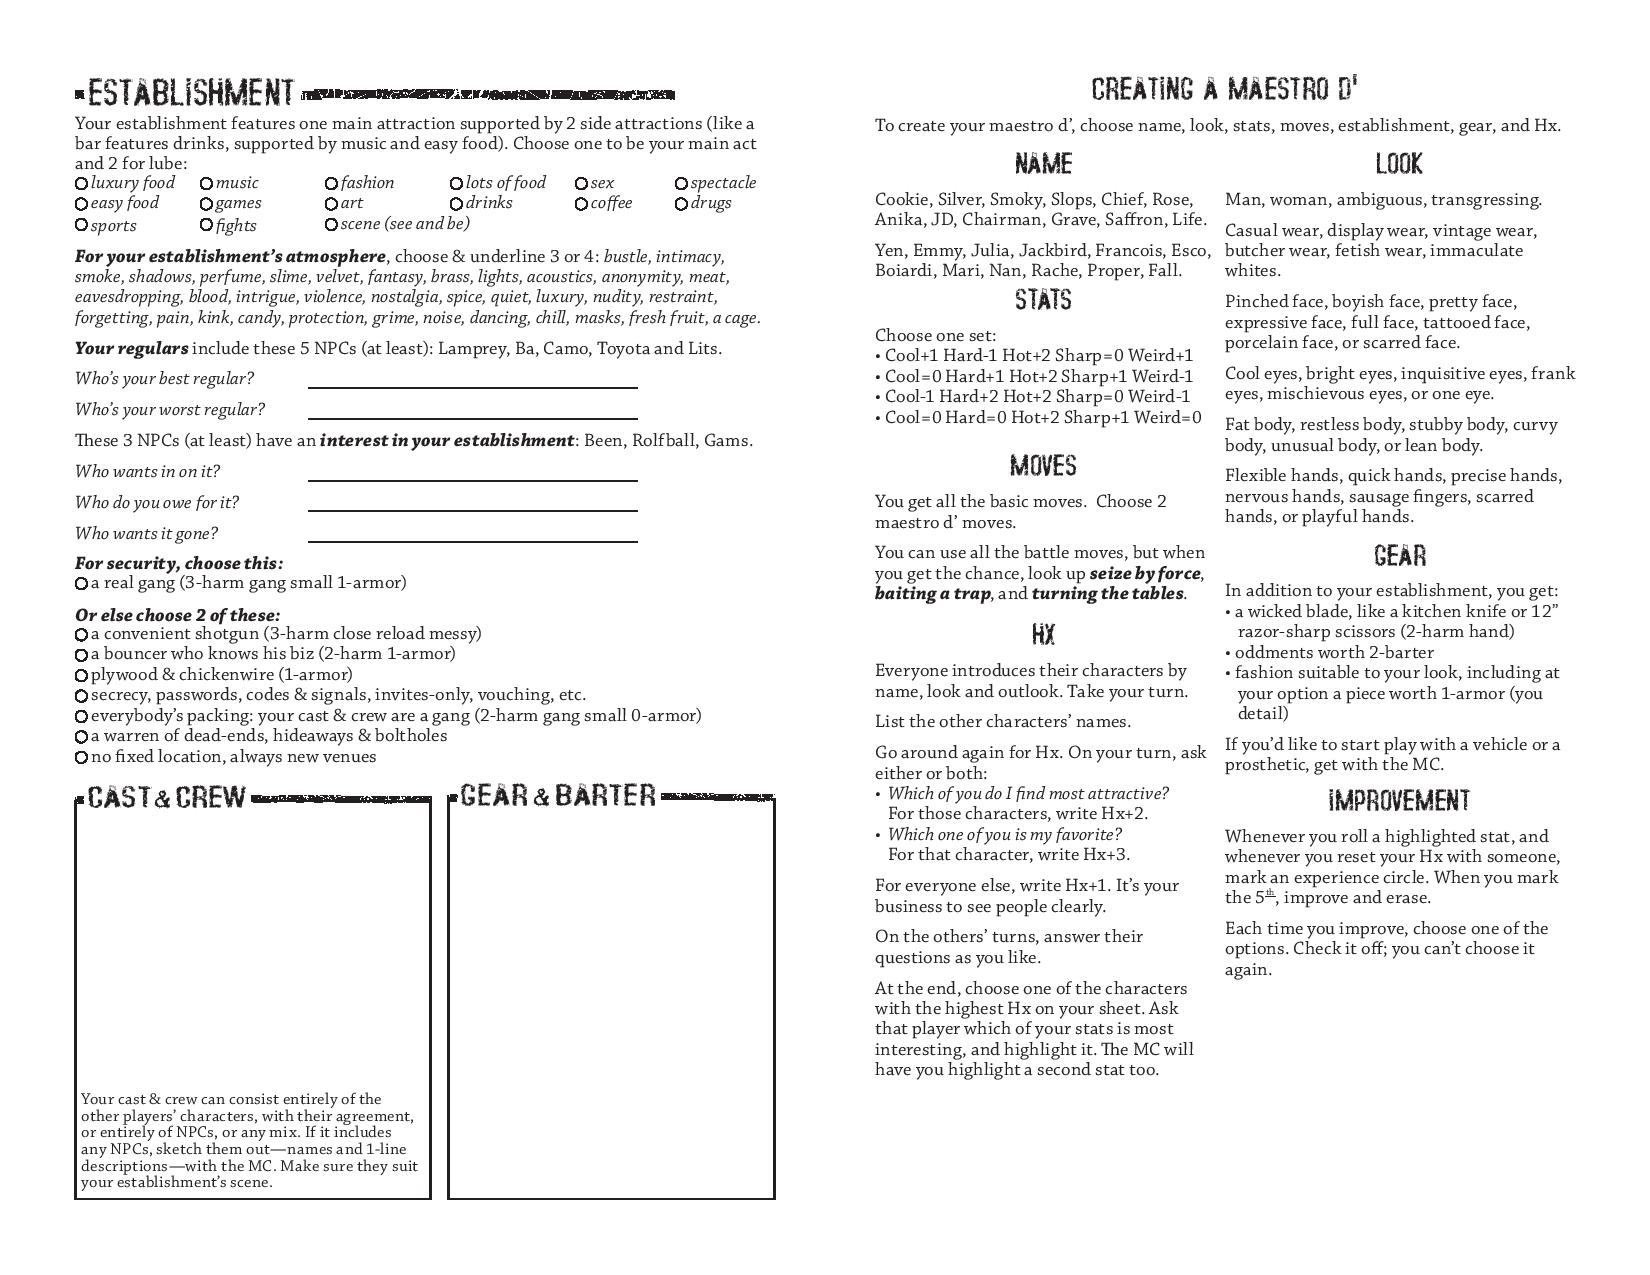 ESTABLISHMENT
Your establishment features one main attraction supported by 2 side attractions (like a
bar features drinks, supported by music and easy food). Choose one to be your main act
and 2 for lube:
luxury food music fashion lots of food sex spectacle
easy food games art drinks coffee drugs
sports fights scene (see and be)
For your establishment's atmosphere, choose & underline 3 or 4: bustle, intimacy,
smoke, shadows, perfume, slime, velvet, fantasy, brass, lights, acoustics, anonymity, meat,
eavesdropping, blood, intrigue, violence, nostalgia, spice, quiet, luxury, nudity, restraint,
forgetting, pain, kink, candy, protection, grime, noise, dancing, chill, masks, fresh fruit, a cage.
Your regulars include these 5 NPCs (at least): Lamprey, Ba, Camo, Toyota and Lits.
Who's your best regular?
Who's your worst regular?
These 3 NPCs (at least) have an interest in your establishment: Been, Rolfball, Gams.
Who wants in on it?
Who do you owe for it?
Who wants it gone?
For security, choose this:
a real gang (3-harm gang small 1-armor)
Or else choose 2 of these:
a convenient shotgun (3-harm close reload messy)
a bouncer who knows his biz (2-harm 1-armor)
plywood & chickenwire (1-armor)
secrecy, passwords, codes & signals, invites-only, vouching, etc.
everybody's packing: your cast & crew are a gang (2-harm gang small 0-armor)
a warren of dead-ends, hideaways & boltholes
no fixed location, always new venues
CAST & CREW
Your cast & crew can consist entirely of the
other players' characters, with their agreement,
or entirely of NPCs, or any mix. If it includes
any NPCs, sketch them out—names and 1-line
descriptions—with the MC. Make sure they suit
your establishment's scene.
GEAR & BARTER
CREATING A MAESTRO D'
To create your maestro d', choose name, look, stats, moves, establishment, gear, and Hx.
NAME
Cookie, Silver, Smoky, Slops, Chief, Rose,
Anika, JD, Chairman, Grave, Saffron, Life.
Yen, Emmy, Julia, Jackbird, Francois, Esco,
Boiardi, Mari, Nan, Rache, Proper, Fall.
STATS
Choose one set:
• Cool+1 Hard-1 Hot+2 Sharp=0 Weird+1
• Cool=0 Hard+1 Hot+2 Sharp+1 Weird-1
• Cool-1 Hard+2 Hot+2 Sharp=0 Weird-1
• Cool=0 Hard=0 Hot+2 Sharp+1 Weird=0
MOVES
You get all the basic moves. Choose 2
maestro d' moves.
You can use all the battle moves, but when
you get the chance, look up seize by force,
baiting a trap, and turning the tables.
HX
Everyone introduces their characters by
name, look and outlook. Take your turn.
List the other characters' names.
Go around again for Hx. On your turn, ask
either or both:
• Which of you do I find most attractive?
For those characters, write Hx+2.
• Which one of you is my favorite?
For that character, write Hx+3.
For everyone else, write Hx+1. It's your
business to see people clearly.
On the others' turns, answer their
questions as you like.
At the end, choose one of the characters
with the highest Hx on your sheet. Ask
that player which of your stats is most
interesting, and highlight it. The MC will
have you highlight a second stat too.
LOOK
Man, woman, ambiguous, transgressing.
Casual wear, display wear, vintage wear,
butcher wear, fetish wear, immaculate
whites.
Pinched face, boyish face, pretty face,
expressive face, full face, tattooed face,
porcelain face, or scarred face.
Cool eyes, bright eyes, inquisitive eyes, frank
eyes, mischievous eyes, or one eye.
Fat body, restless body, stubby body, curvy
body, unusual body, or lean body.
Flexible hands, quick hands, precise hands,
nervous hands, sausage fingers, scarred
hands, or playful hands.
GEAR
In addition to your establishment, you get:
• a wicked blade, like a kitchen knife or 12”
razor-sharp scissors (2-harm hand)
• oddments worth 2-barter
• fashion suitable to your look, including at
your option a piece worth 1-armor (you
detail)
If you'd like to start play with a vehicle or a
prosthetic, get with the MC.
IMPROVEMENT
Whenever you roll a highlighted stat, and
whenever you reset your Hx with someone,
mark an experience circle. When you mark
the 5th, improve and erase.
Each time you improve, choose one of the
options. Check it off; you can't choose it
again.